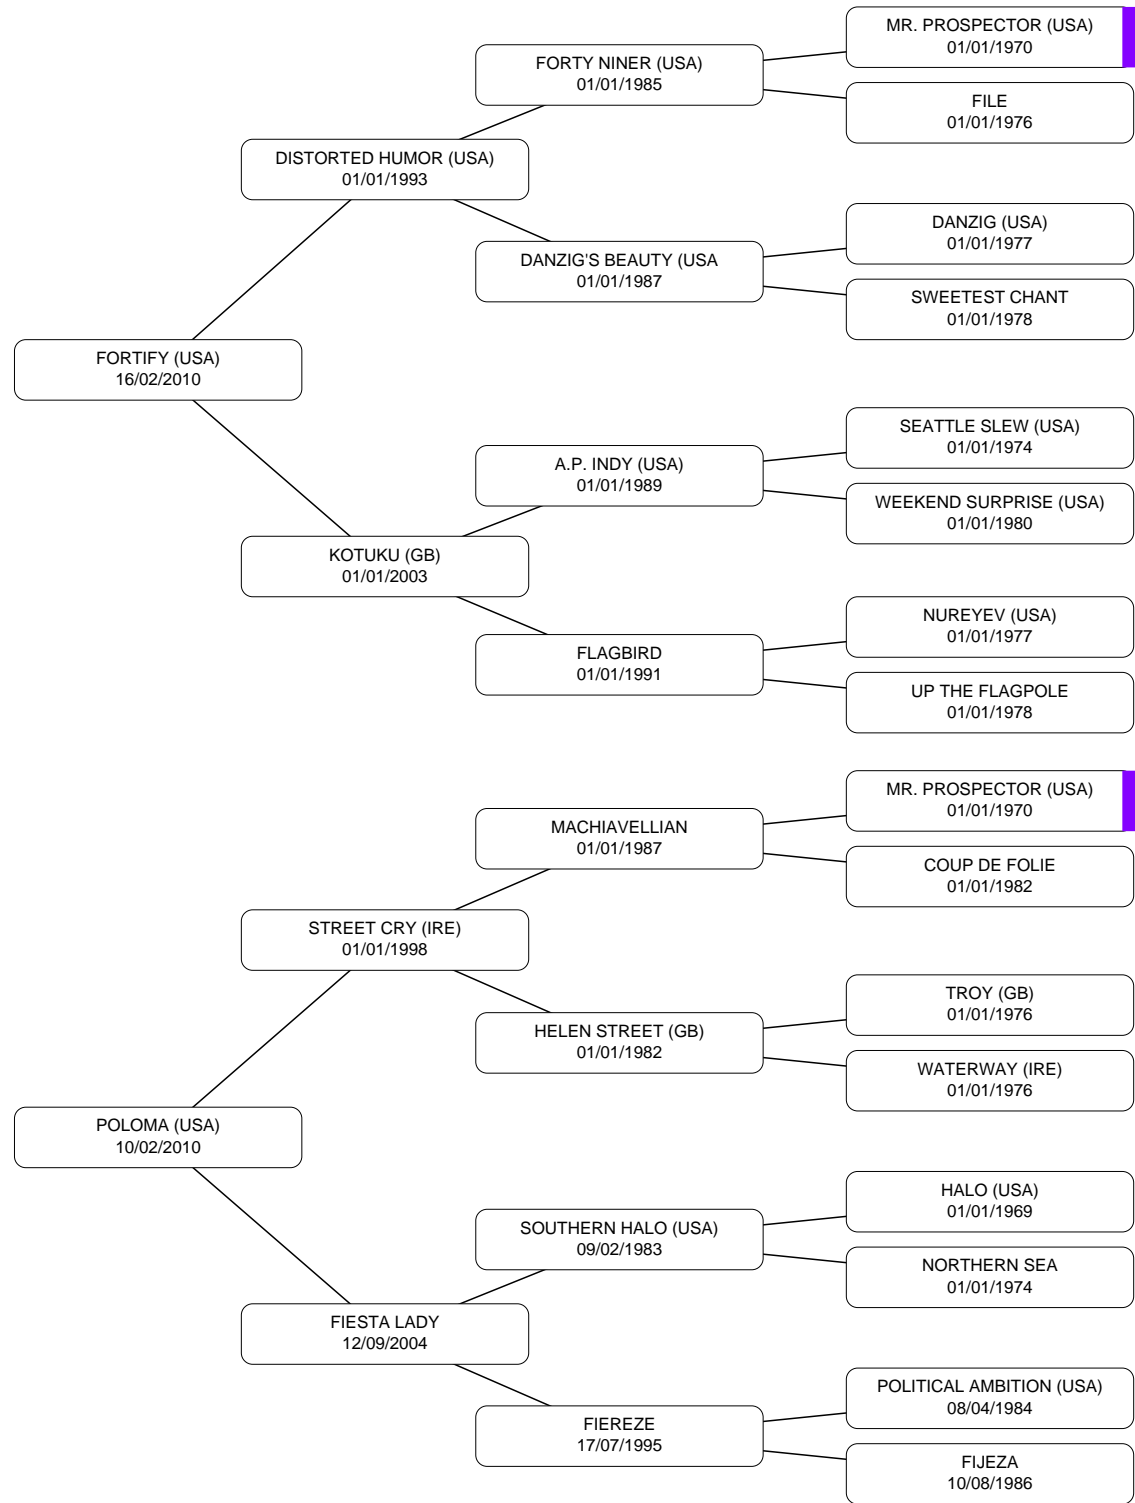 MR. PROSPECTOR (USA)
01/01/1970
FORTY NINER (USA)
01/01/1985
FILE
01/01/1976
DISTORTED HUMOR (USA)
01/01/1993
DANZIG (USA)
01/01/1977
DANZIG'S BEAUTY (USA
01/01/1987
SWEETEST CHANT
01/01/1978
FORTIFY (USA)
16/02/2010
SEATTLE SLEW (USA)
01/01/1974
A.P. INDY (USA)
01/01/1989
WEEKEND SURPRISE (USA)
01/01/1980
KOTUKU (GB)
01/01/2003
NUREYEV (USA)
01/01/1977
FLAGBIRD
01/01/1991
UP THE FLAGPOLE
01/01/1978
MR. PROSPECTOR (USA)
01/01/1970
MACHIAVELLIAN
01/01/1987
COUP DE FOLIE
01/01/1982
STREET CRY (IRE)
01/01/1998
TROY (GB)
01/01/1976
HELEN STREET (GB)
01/01/1982
WATERWAY (IRE)
01/01/1976
POLOMA (USA)
10/02/2010
HALO (USA)
01/01/1969
SOUTHERN HALO (USA)
09/02/1983
NORTHERN SEA
01/01/1974
FIESTA LADY
12/09/2004
POLITICAL AMBITION (USA)
08/04/1984
FIEREZE
17/07/1995
FIJEZA
10/08/1986